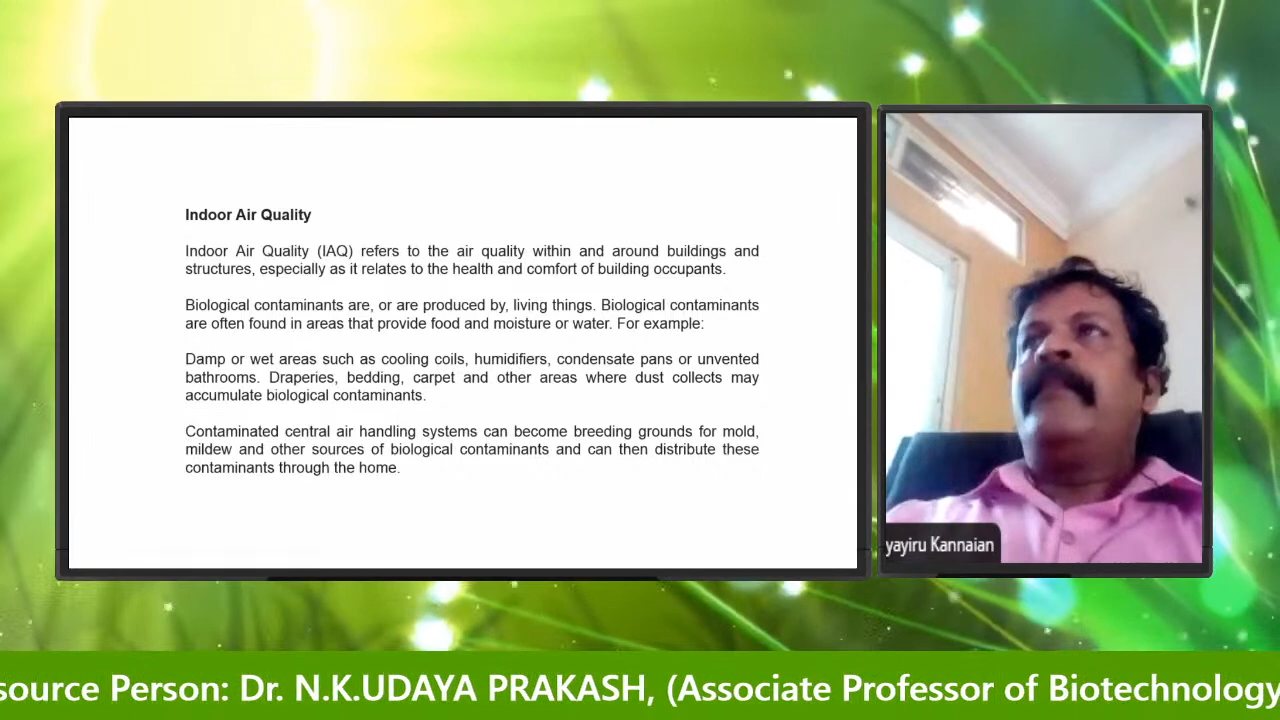 Indoor Air Quality
Indoor Air Quality (IAQ) refers to the air quality within and around buildings and
structures, especially as it relates to the health and comfort of building occupants.
Biological contaminants are, or are produced by, living things. Biological contaminants
are often found in areas that provide food and moisture or water. For example:
Damp or wet areas such as cooling coils, humidifiers, condensate pans or unvented
bathrooms. Draperies, bedding, carpet and other areas where dust collects may
accumulate biological contaminants.
Contaminated central air handling systems can become breeding grounds for mold,
mildew and other sources of biological contaminants and can then distribute these
contaminants through the home.
yayiru Kannaian
source Person: Dr. N.K.UDAYA PRAKASH, (Associate Professor of Biotechnology